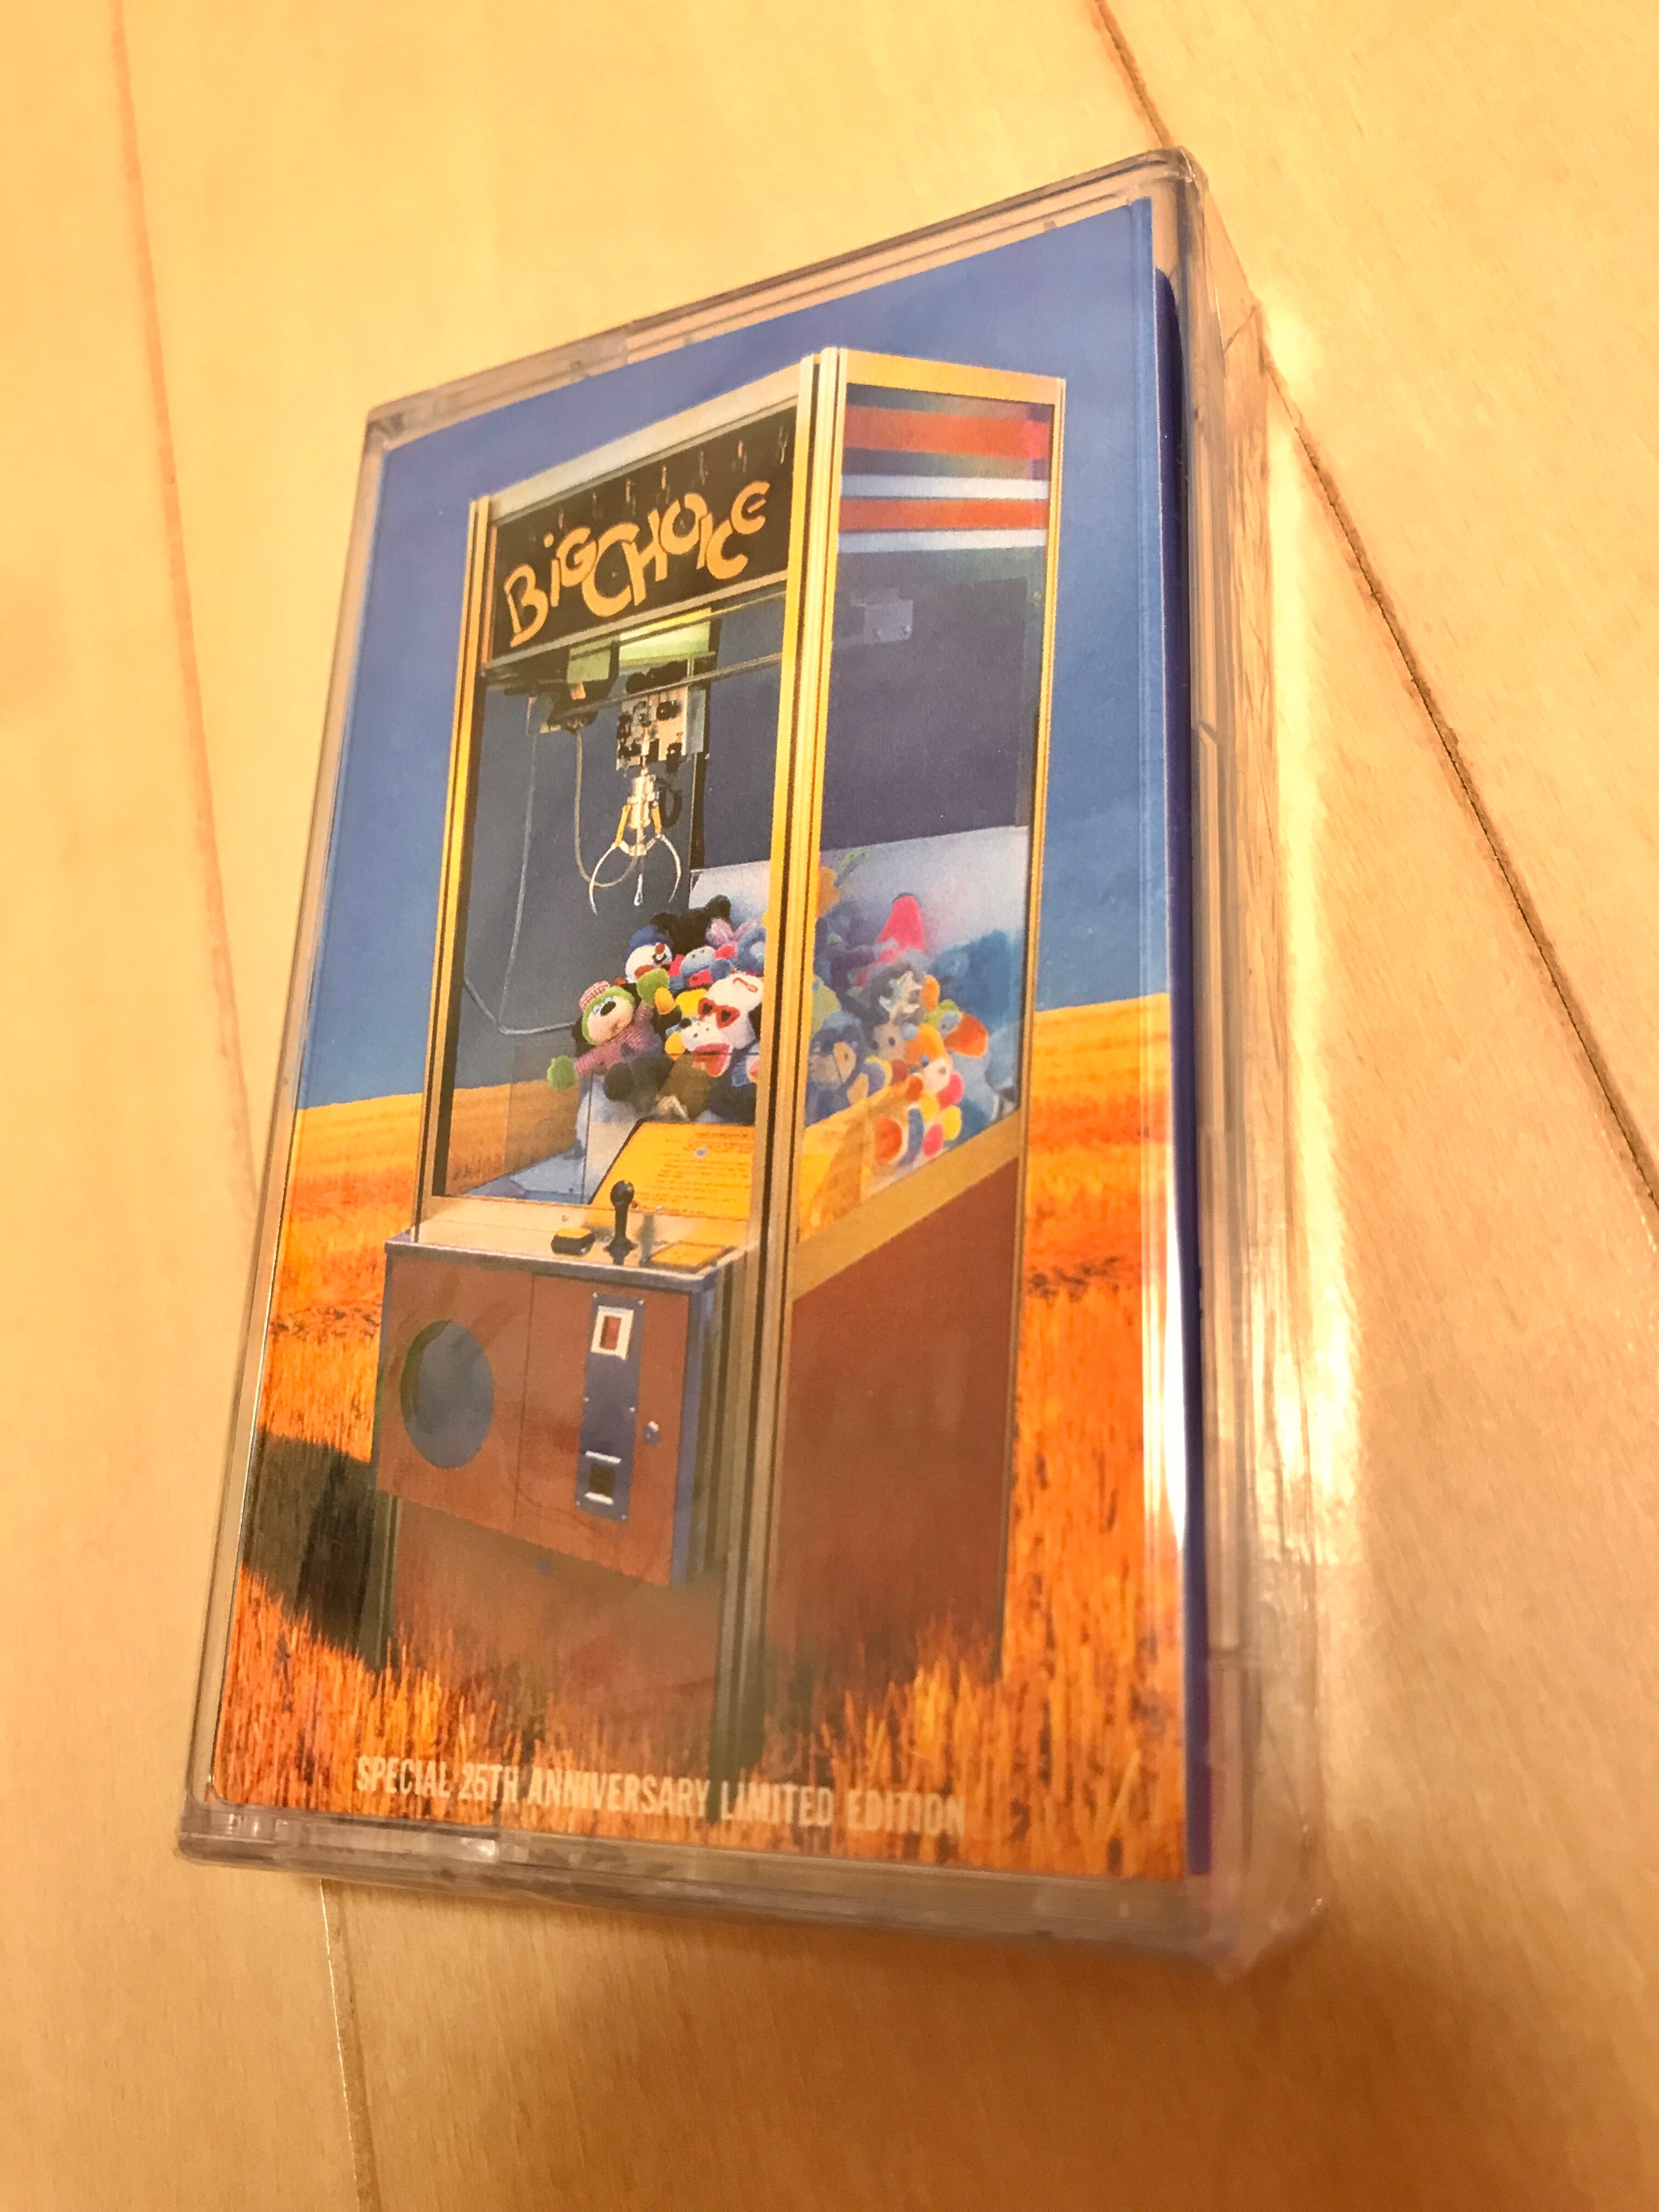 BiGCHOiCE
SPECIAL 25TH ANNIVERSARY LIMITED EDITION